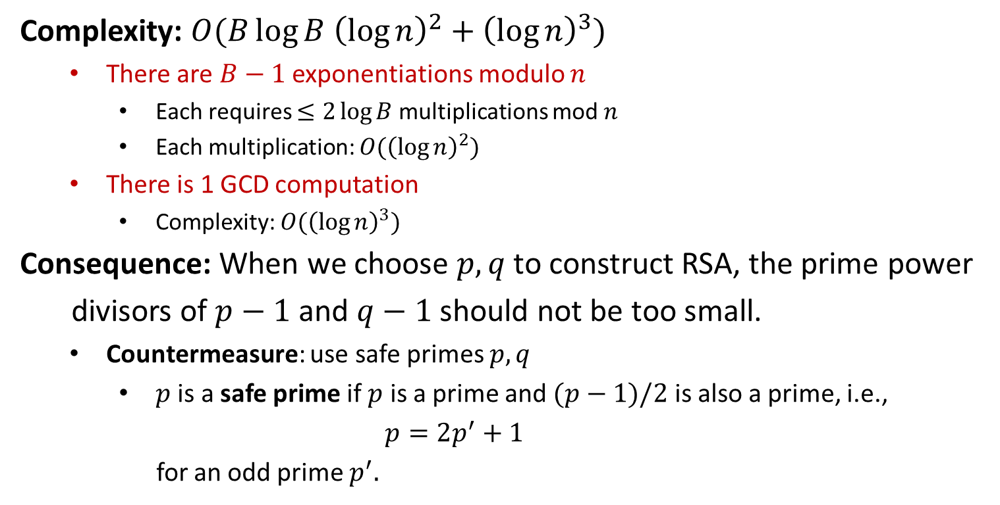 Complexity: O(B log B (log n)² + (log n)³)
• There are B − 1 exponentiations modulo n
• Each requires ≤ 2 log B multiplications mod n
• Each multiplication: O((log n)²)
• There is 1 GCD computation
• Complexity: O((log n)³)
Consequence: When we choose p, q to construct RSA, the prime power
divisors of p − 1 and q − 1 should not be too small.
• Countermeasure: use safe primes p, q
• p is a safe prime if p is a prime and (p − 1)/2 is also a prime, i.e.,
p = 2p′ + 1
for an odd prime p′.